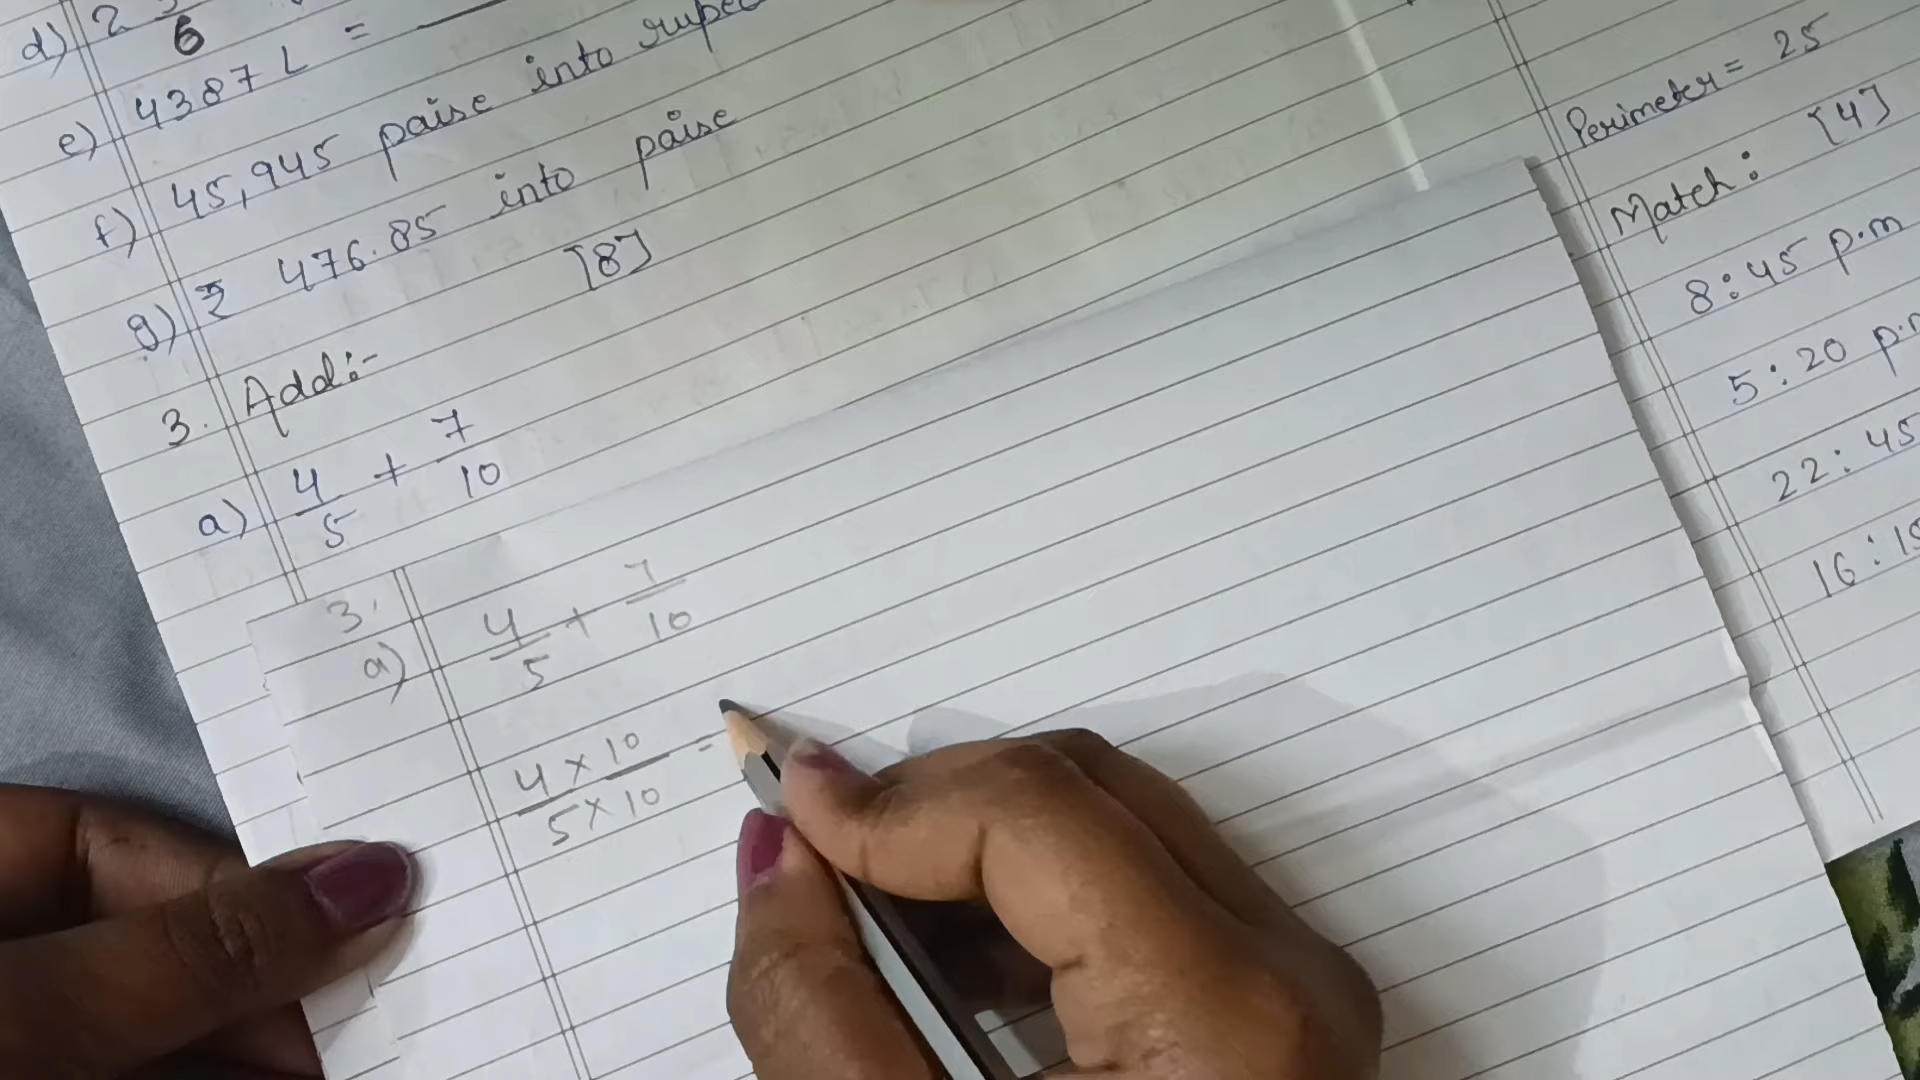 d) 2 5/6
e) 4387 L =
f) 45,945 paise into
g) ₹ 476.85 into paise
3. Add:- [8]
a) 4/5 + 7/10
3.
a) 4/5 + 7/10
4 × 10 / 5 × 10 =
Perimeter = 25
Match: [4]
8:45 p.m
5:20
22:45
16:15